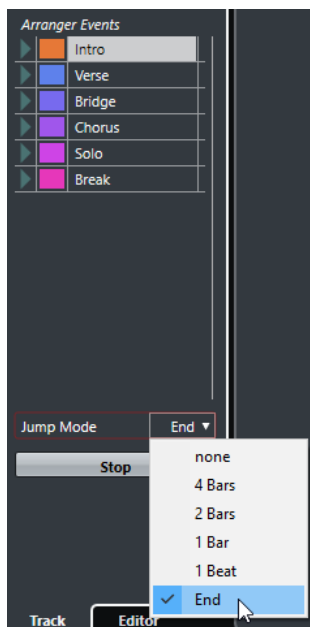 Arranger Events
Intro
Verse
Bridge
Chorus
Solo
Break
Jump Mode End
Stop
none
4 Bars
2 Bars
1 Bar
1 Beat
End
Track Editor